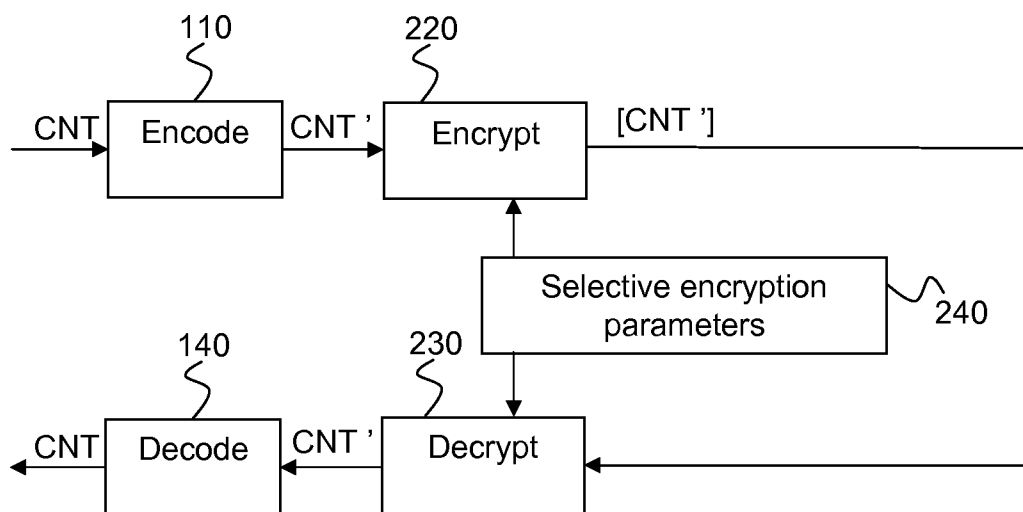 110
220
CNT
Encode
CNT '
Encrypt
[CNT ']
Selective encryption
parameters
240
140
230
CNT
Decode
CNT '
Decrypt